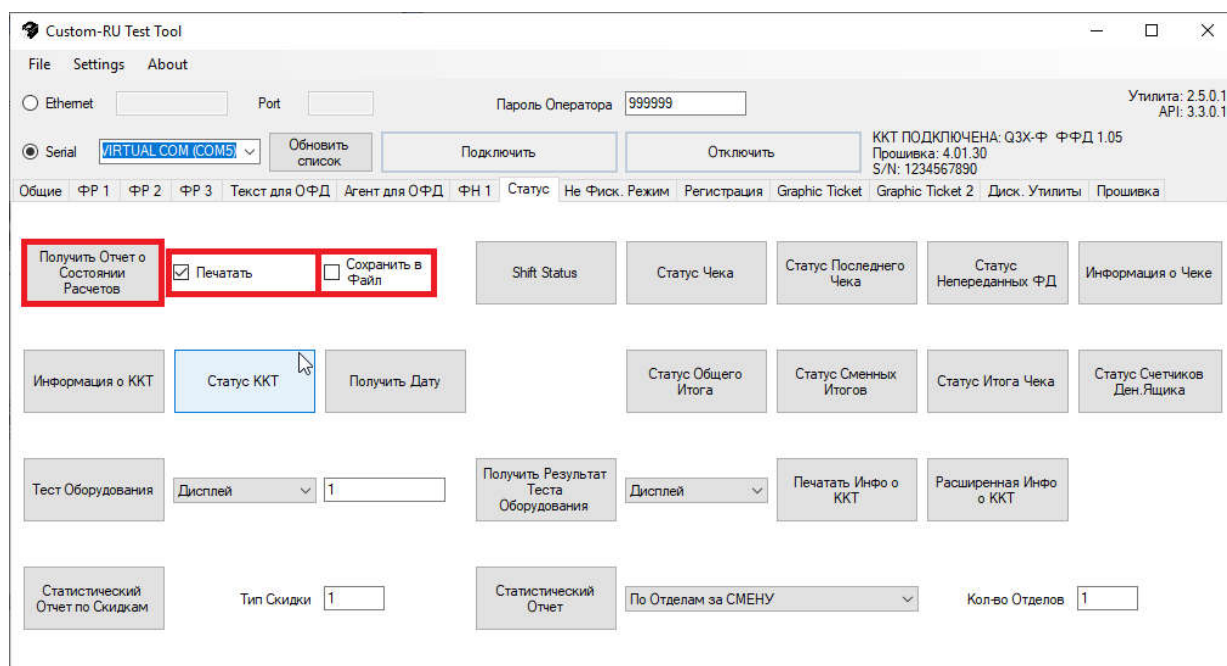 Custom-RU Test Tool
File Settings About
Ethernet Port Пароль Оператора 999999
Утилита: 2.5.0.1
API: 3.3.0.1
Serial VIRTUAL COM (COM5)
Обновить
список
Подключить
Отключить
ККТ ПОДКЛЮЧЕНА: Q3X-Ф ФФД 1.05
Прошивка: 4.01.30
S/N: 1234567890
Общие ФР 1 ФР 2 ФР 3 Текст для ОФД Агент для ОФД ФН 1 Статус Не Фиск. Режим Регистрация Graphic Ticket Graphic Ticket 2 Диск. Утилиты Прошивка
Получить Отчет о
Состоянии
Расчетов
Печатать
Сохранить в
Файл
Shift Status
Статус Чека
Статус Последнего
Чека
Статус
Непереданных ФД
Информация о Чеке
Информация о ККТ
Статус ККТ
Получить Дату
Статус Общего
Итога
Статус Сменных
Итогов
Статус Итога Чека
Статус Счетчиков
Ден.Ящика
Тест Оборудования
Дисплей
1
Получить Результат
Теста
Оборудования
Дисплей
Печатать Инфо о
ККТ
Расширенная Инфо
о ККТ
Статистический
Отчет по Скидкам
Тип Скидки 1
Статистический
Отчет
По Отделам за СМЕНУ
Кол-во Отделов 1